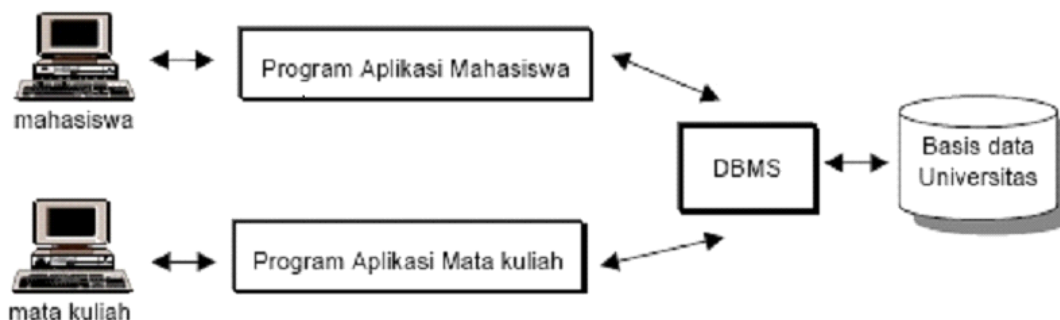 mahasiswa
Program Aplikasi Mahasiswa
DBMS
Basis data
Universitas
mata kuliah
Program Aplikasi Mata kuliah